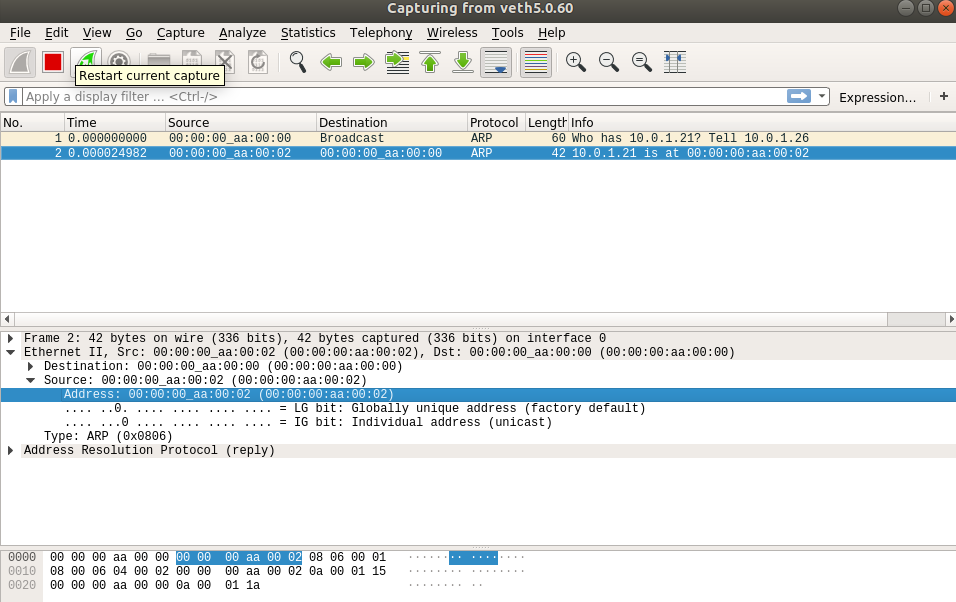 Capturing from veth5.0.60
File Edit View Go Capture Analyze Statistics Telephony Wireless Tools Help
Restart current capture
Apply a display filter ... <Ctrl-/> Expression... +
No. Time Source Destination Protocol Length Info
1 0.000000000 00:00:00_aa:00:00 Broadcast ARP 60 Who has 10.0.1.21? Tell 10.0.1.26
2 0.000024982 00:00:00_aa:00:02 00:00:00_aa:00:00 ARP 42 10.0.1.21 is at 00:00:00:aa:00:02
Frame 2: 42 bytes on wire (336 bits), 42 bytes captured (336 bits) on interface 0
Ethernet II, Src: 00:00:00_aa:00:02 (00:00:00:aa:00:02), Dst: 00:00:00_aa:00:00 (00:00:00:aa:00:00)
Destination: 00:00:00_aa:00:00 (00:00:00:aa:00:00)
Source: 00:00:00_aa:00:02 (00:00:00:aa:00:02)
Address: 00:00:00_aa:00:02 (00:00:00:aa:00:02)
.... ..0. .... .... .... .... = LG bit: Globally unique address (factory default)
.... ...0 .... .... .... .... = IG bit: Individual address (unicast)
Type: ARP (0x0806)
Address Resolution Protocol (reply)
0000 00 00 00 aa 00 00 00 00 00 aa 00 02 08 06 00 01 ········ ········
0010 08 00 06 04 00 02 00 00 00 aa 00 02 0a 00 01 15 ········ ········
0020 00 00 00 aa 00 00 0a 00 01 1a ········ ··